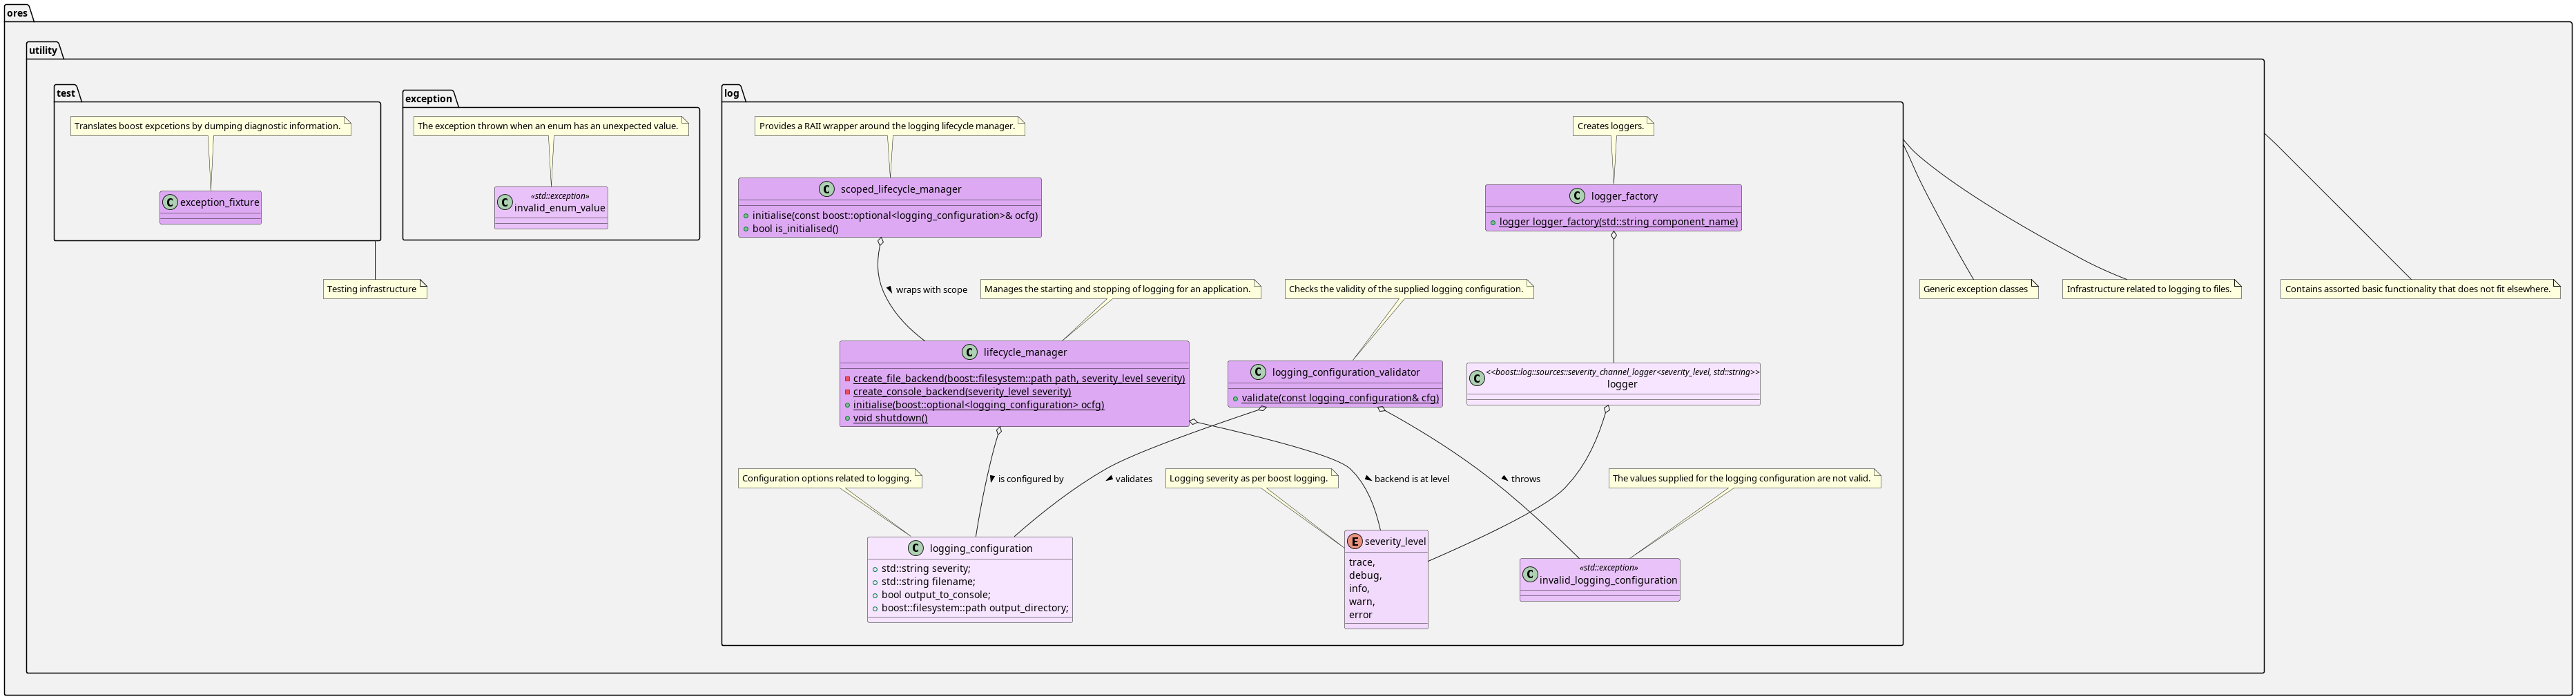 ores
utility
test
Translates boost expcetions by dumping diagnostic information.
C exception_fixture
exception
The exception thrown when an enum has an unexpected value.
«std::exception»
C invalid_enum_value
Testing infrastructure
log
Provides a RAII wrapper around the logging lifecycle manager.
C scoped_lifecycle_manager
initialise(const boost::optional<logging_configuration>& ocfg)
bool is_initialised()
Creates loggers.
C logger_factory
logger logger_factory(std::string component_name)
wraps with scope
Manages the starting and stopping of logging for an application.
Checks the validity of the supplied logging configuration.
Generic exception classes
Infrastructure related to logging to files.
Contains assorted basic functionality that does not fit elsewhere.
C lifecycle_manager
create_file_backend(boost::filesystem::path path, severity_level severity)
create_console_backend(severity_level severity)
initialise(boost::optional<logging_configuration> ocfg)
void shutdown()
C logging_configuration_validator
validate(const logging_configuration& cfg)
<<boost::log::sources::severity_channel_logger<severity_level, std::string>>
C logger
Configuration options related to logging.
is configured by
validates
Logging severity as per boost logging.
backend is at level
throws
The values supplied for the logging configuration are not valid.
C logging_configuration
std::string severity;
std::string filename;
bool output_to_console;
boost::filesystem::path output_directory;
E severity_level
trace,
debug,
info,
warn,
error
«std::exception»
C invalid_logging_configuration